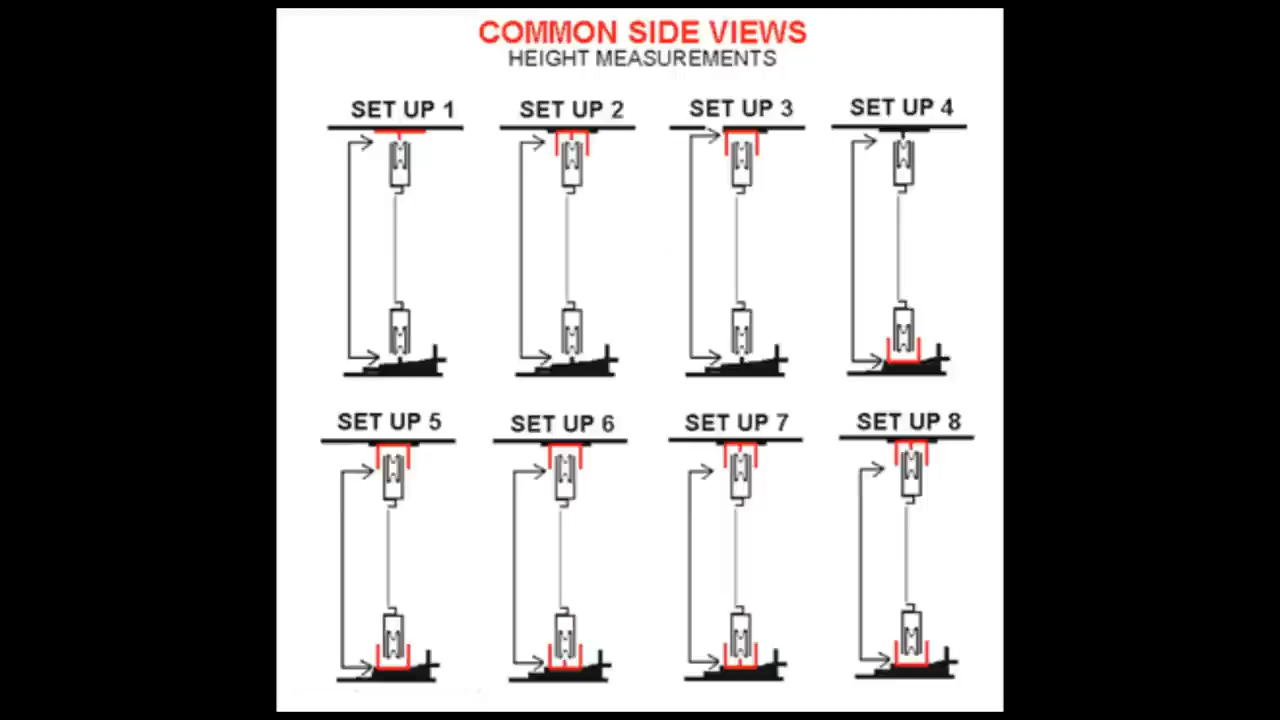 COMMON SIDE VIEWS
HEIGHT MEASUREMENTS
SET UP 1
SET UP 2
SET UP 3
SET UP 4
SET UP 5
SET UP 6
SET UP 7
SET UP 8